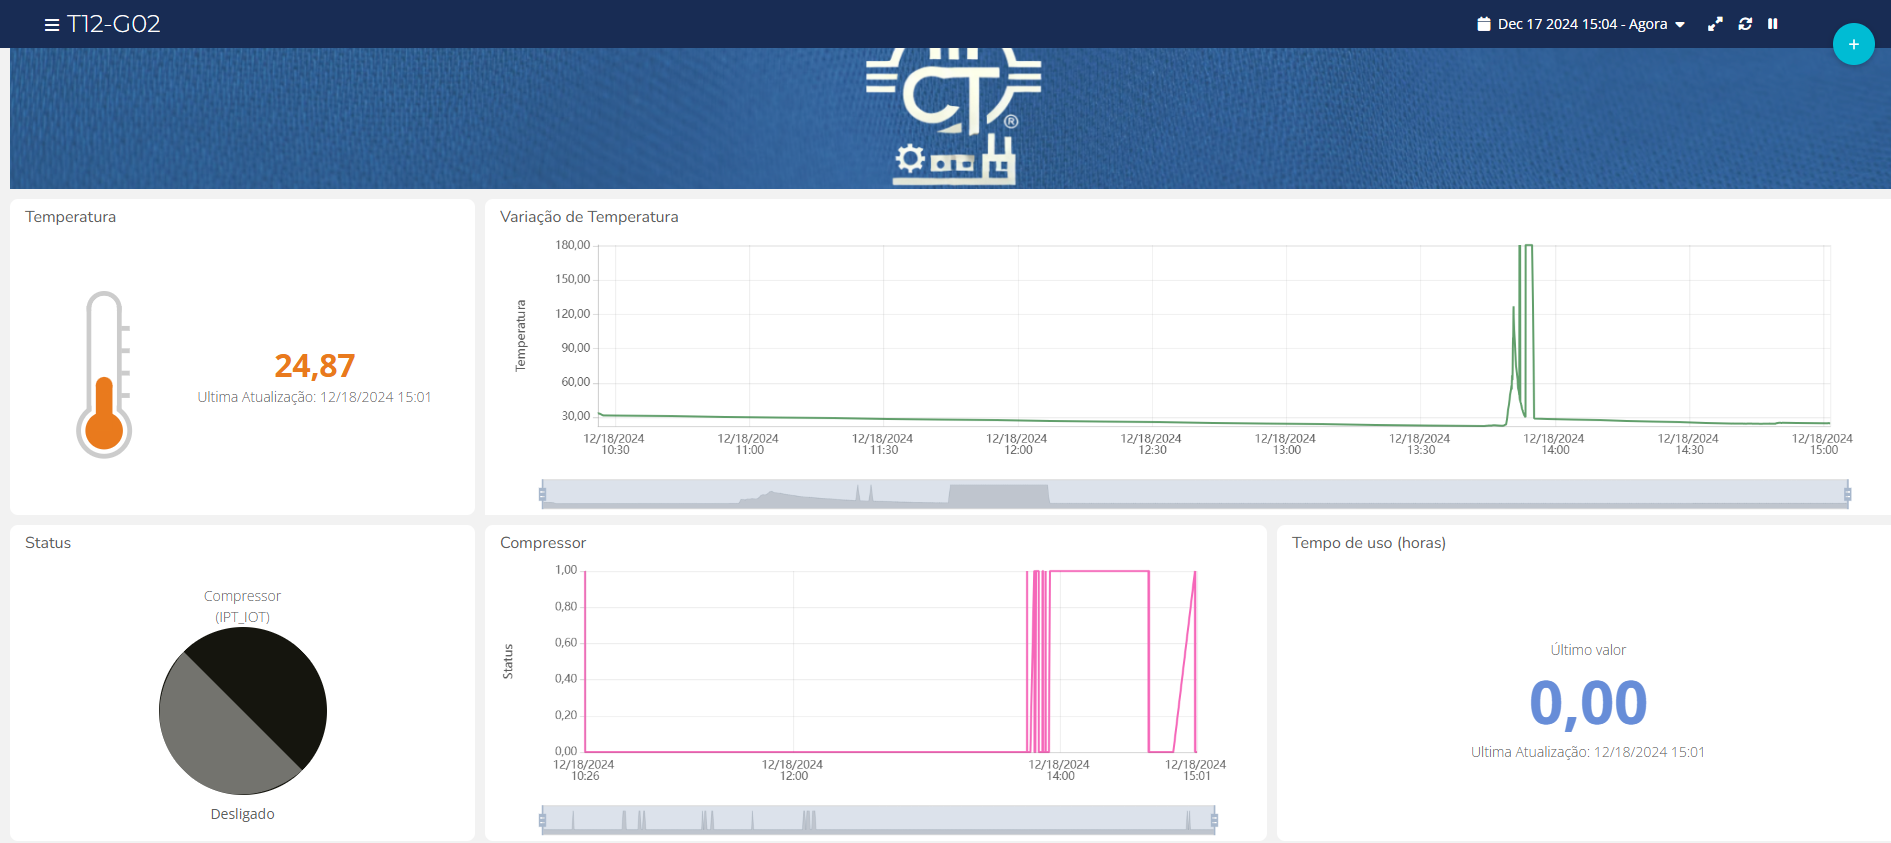 T12-G02
Dec 17 2024 15:04 - Agora
+
CT
®
Temperatura
24,87
Ultima Atualização: 12/18/2024 15:01
Variação de Temperatura
Temperatura
180,00
150,00
120,00
90,00
60,00
30,00
12/18/2024 12/18/2024 12/18/2024 12/18/2024 12/18/2024 12/18/2024 12/18/2024 12/18/2024 12/18/2024 12/18/2024
10:30 11:00 11:30 12:00 12:30 13:00 13:30 14:00 14:30 15:00
Status
Compressor
(IPT_IOT)
Desligado
Compressor
Status
1,00
0,80
0,60
0,40
0,20
0,00
12/18/2024 12/18/2024 12/18/2024 12/18/2024
10:26 12:00 14:00 15:01
Tempo de uso (horas)
Último valor
0,00
Ultima Atualização: 12/18/2024 15:01